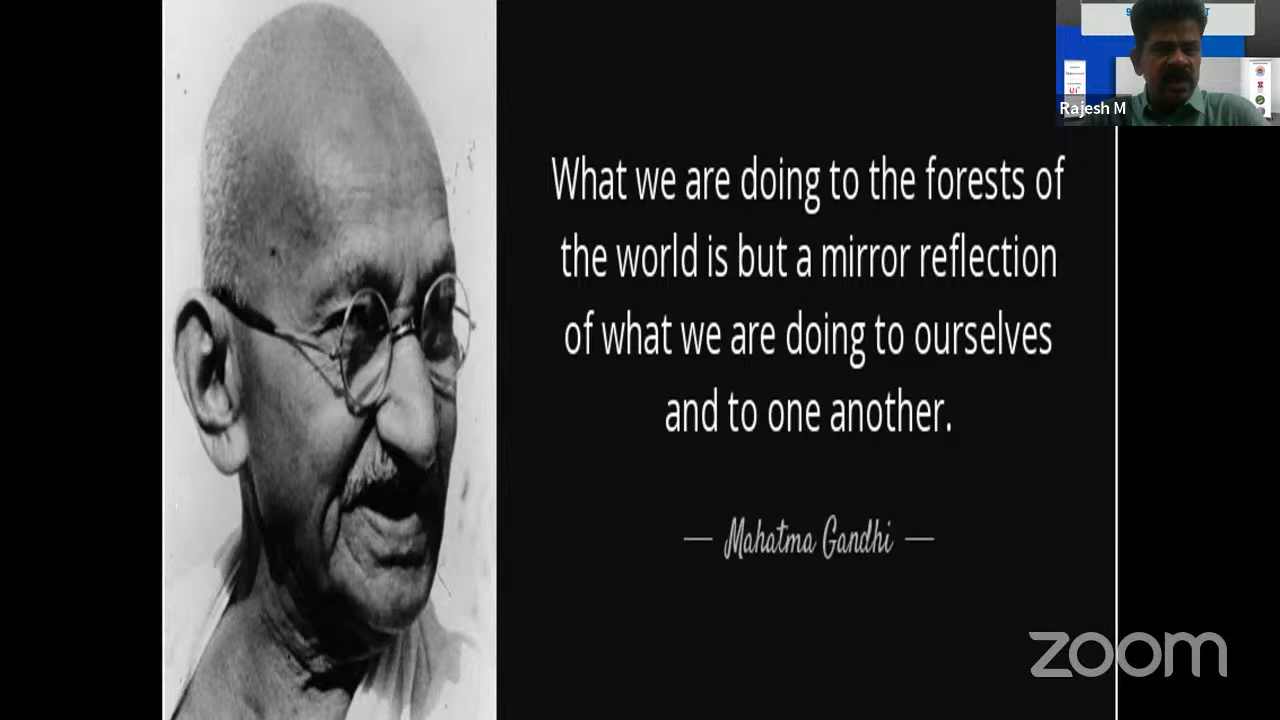 Rajesh M
What we are doing to the forests of
the world is but a mirror reflection
of what we are doing to ourselves
and to one another.
— Mahatma Gandhi —
zoom